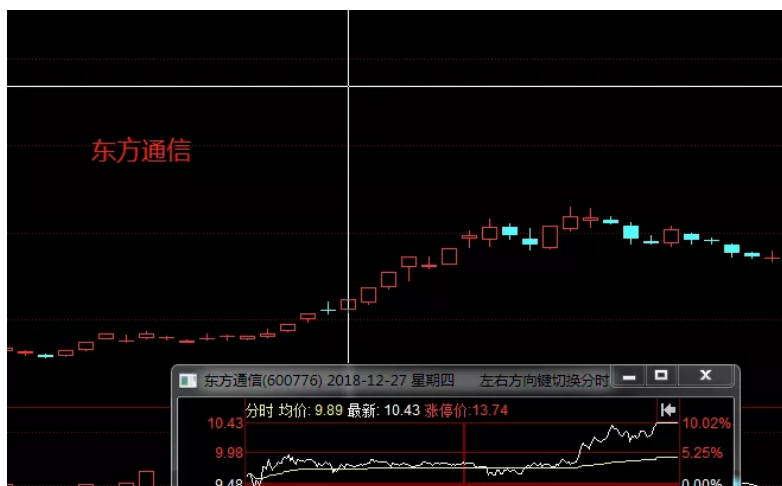 东方通信
东方通信(600776) 2018-12-27 星期四 左右方向键切换分时
分时 均价: 9.89 最新: 10.43 涨停价:13.74
10.43 10.02%
9.98 5.25%
9.48 0.00%